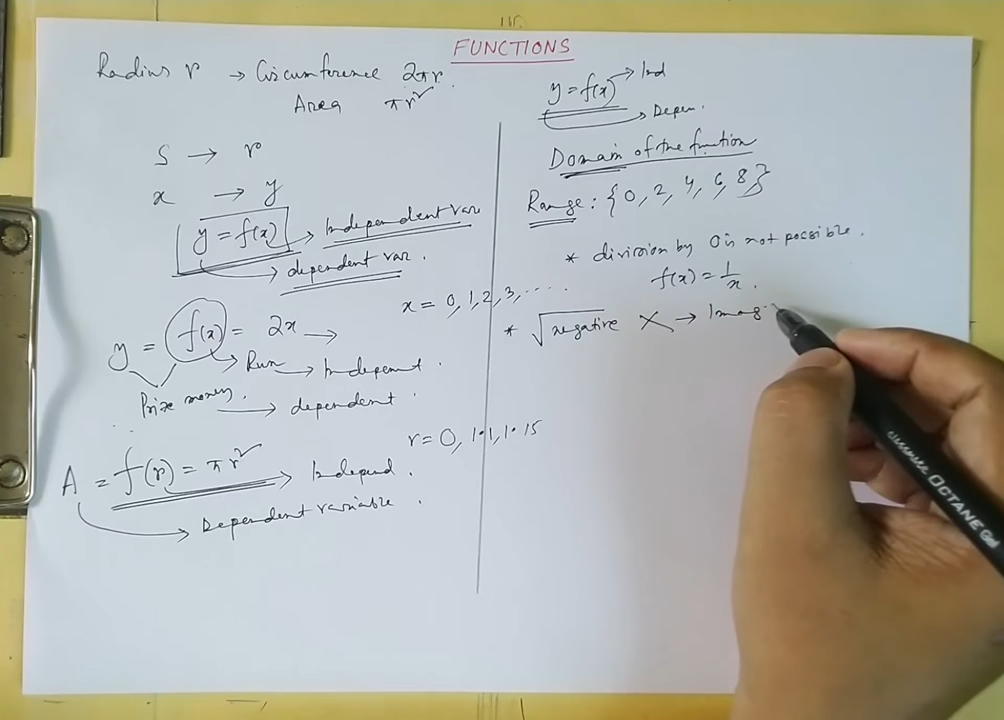 FUNCTIONS
Radius r → Circumference 2πr.
Area πr²
S → r
x → y
y = f(x) → Independent var
→ dependent var.
x = 0, 1, 2, 3, ....
y = f(x) = 2x →
→ Run → Indepent.
Prize money. → dependent.
r = 0, 1.1, 1.15
A = f(r) = πr² → Independ.
→ Dependent variable.
y = f(x) → Ind
→ Depen.
Domain of the function
Range : {0, 2, 4, 6, 8,}
* division by 0 is not possible.
f(x) = 1/x.
* √negative X → Imag
OCTANE Gel